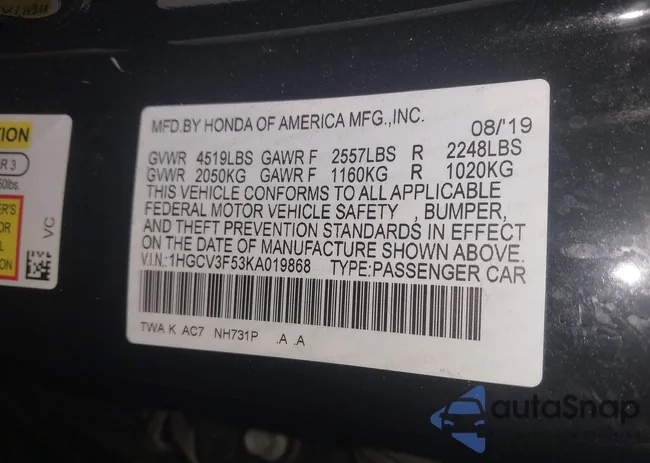 MFD.BY HONDA OF AMERICA MFG.,INC. 08/'19
GVWR 4519LBS GAWR F 2557LBS R 2248LBS
GVWR 2050KG GAWR F 1160KG R 1020KG
THIS VEHICLE CONFORMS TO ALL APPLICABLE
FEDERAL MOTOR VEHICLE SAFETY , BUMPER,
AND THEFT PREVENTION STANDARDS IN EFFECT
ON THE DATE OF MANUFACTURE SHOWN ABOVE.
V.I.N.:1HGCV3F53KA019868 TYPE:PASSENGER CAR
TWA K AC7 NH731P .A .A
VC
autaSnap